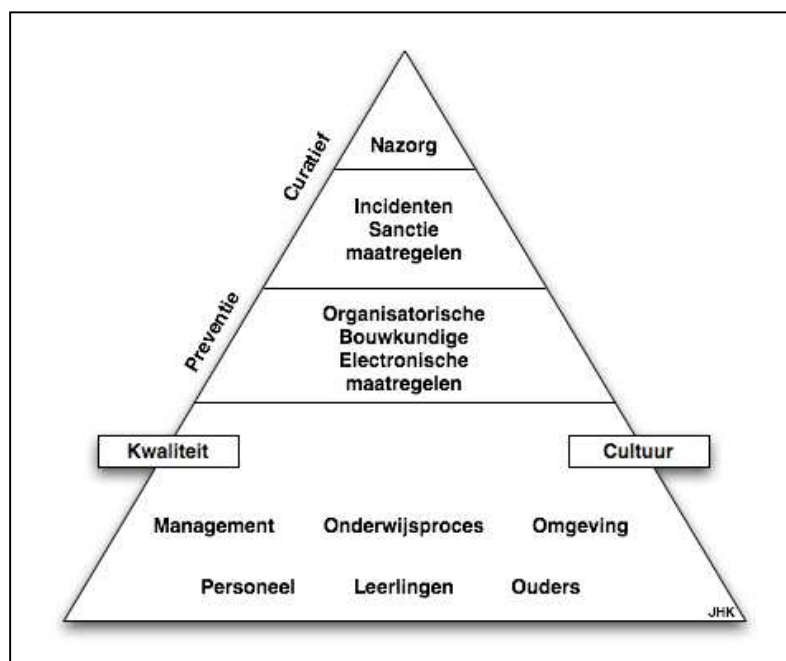 Curatief
Nazorg
Incidenten
Sanctie
maatregelen
Preventie
Organisatorische
Bouwkundige
Electronische
maatregelen
Kwaliteit
Cultuur
Management Onderwijsproces Omgeving
Personeel Leerlingen Ouders
JHK